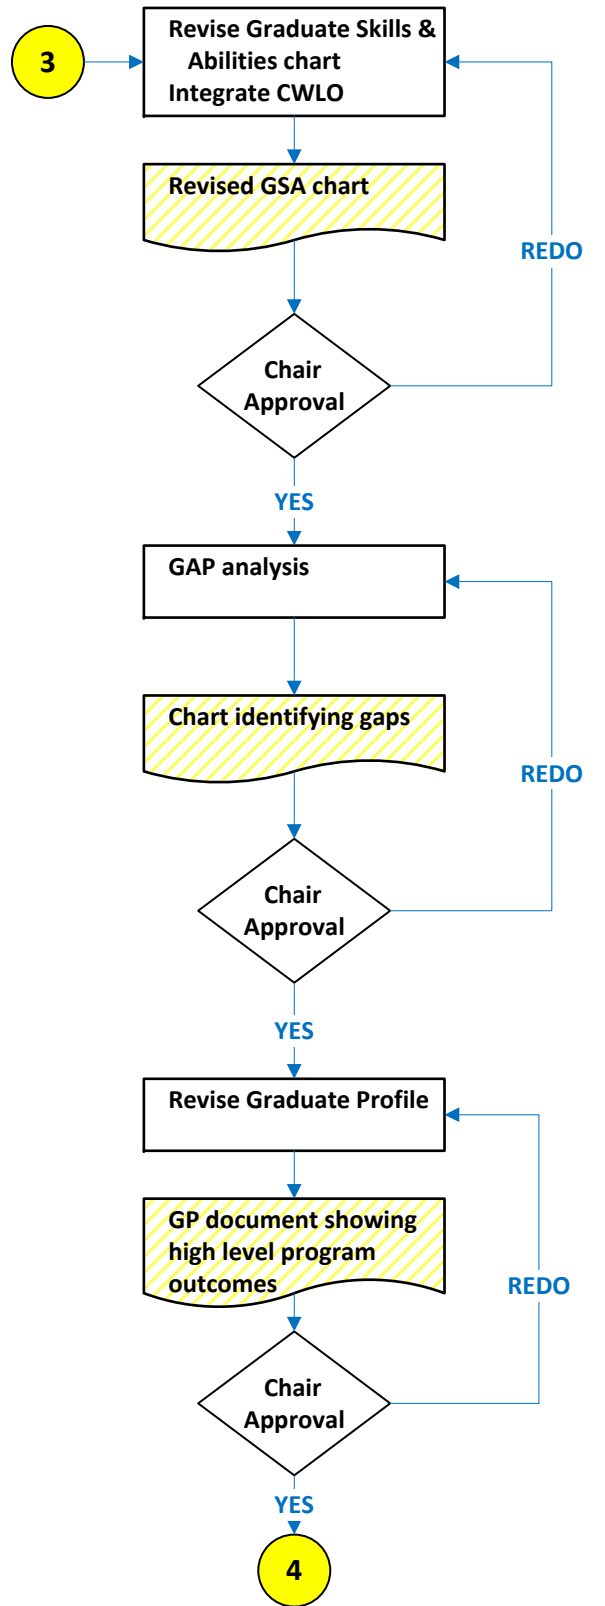 3
Revise Graduate Skills &
Abilities chart
Integrate CWLO
Revised GSA chart
REDO
Chair
Approval
YES
GAP analysis
Chart identifying gaps
REDO
Chair
Approval
YES
Revise Graduate Profile
GP document showing
high level program
outcomes
REDO
Chair
Approval
YES
4